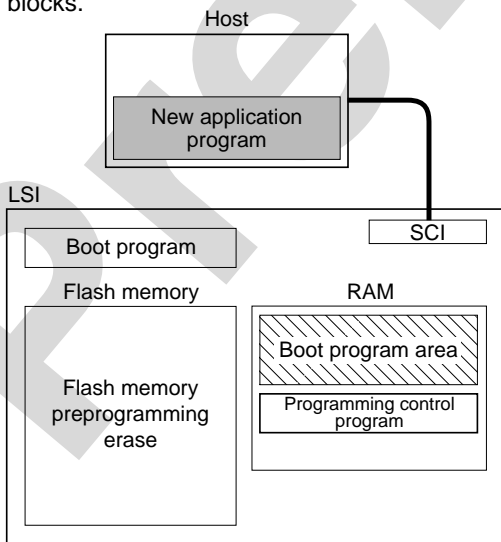 blocks.
Host
New application
program
LSI
SCI
Boot program
Flash memory
RAM
Boot program area
Flash memory
preprogramming
erase
Programming control
program